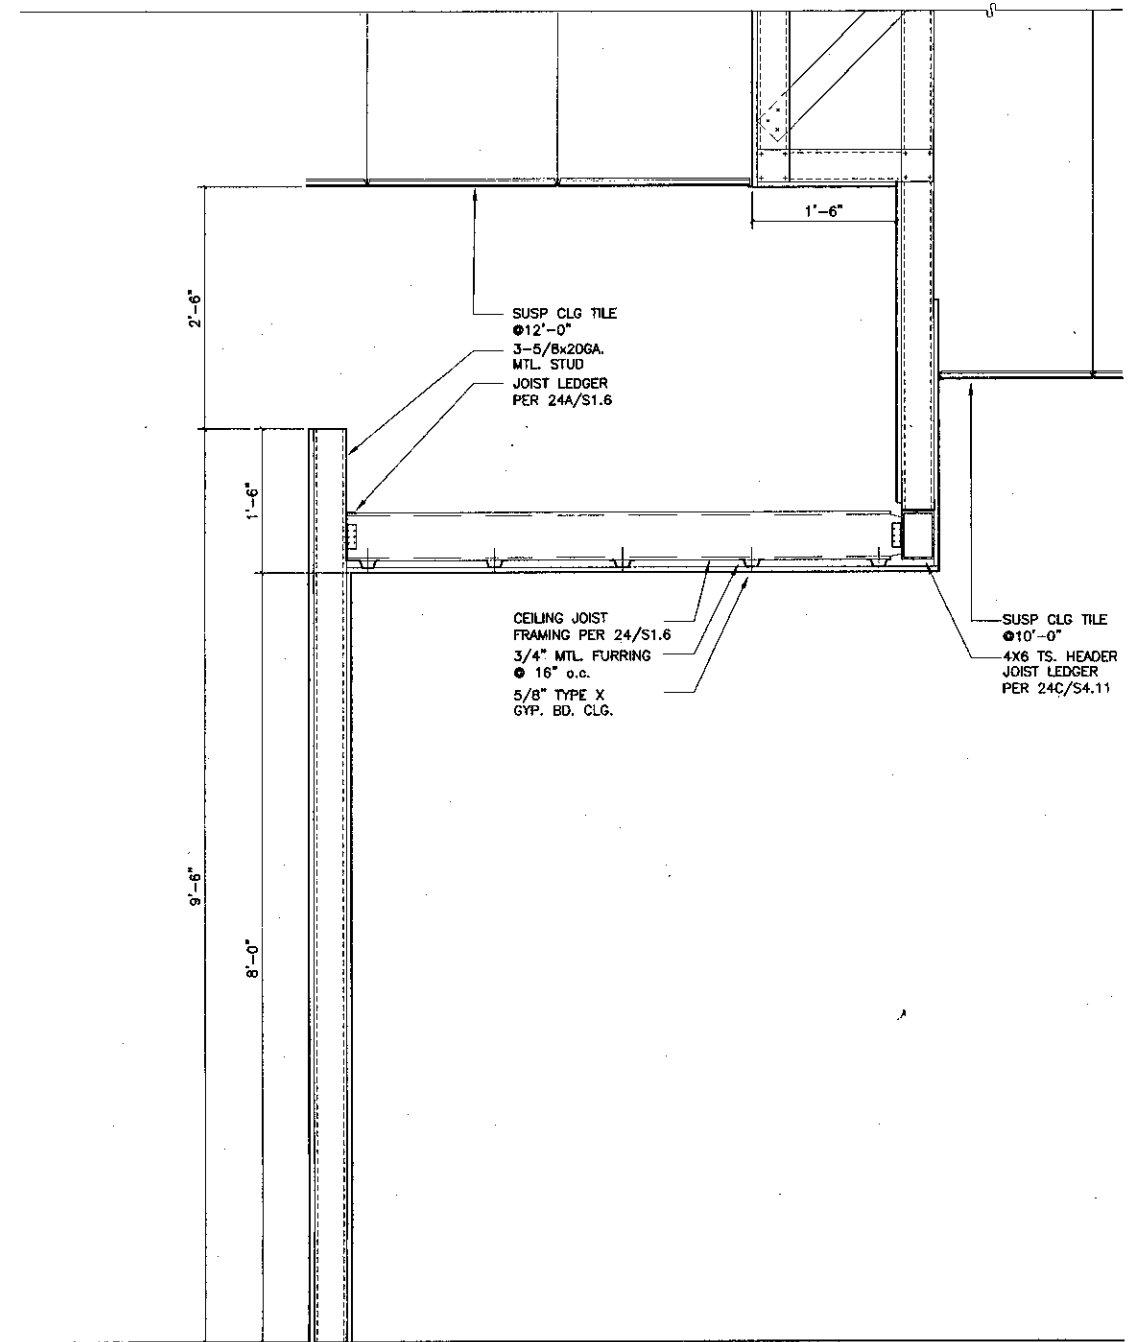 1'-6"
2'-6"
SUSP CLG TILE
@12'-0"
3-5/8x20GA.
MTL. STUD
JOIST LEDGER
PER 24A/S1.6
1'-6"
CEILING JOIST
FRAMING PER 24/S1.6
3/4" MTL. FURRING
@ 16" o.c.
5/8" TYPE X
GYP. BD. CLG.
SUSP CLG TILE
@10'-0"
4X6 TS. HEADER
JOIST LEDGER
PER 24C/S4.11
9'-6"
8'-0"